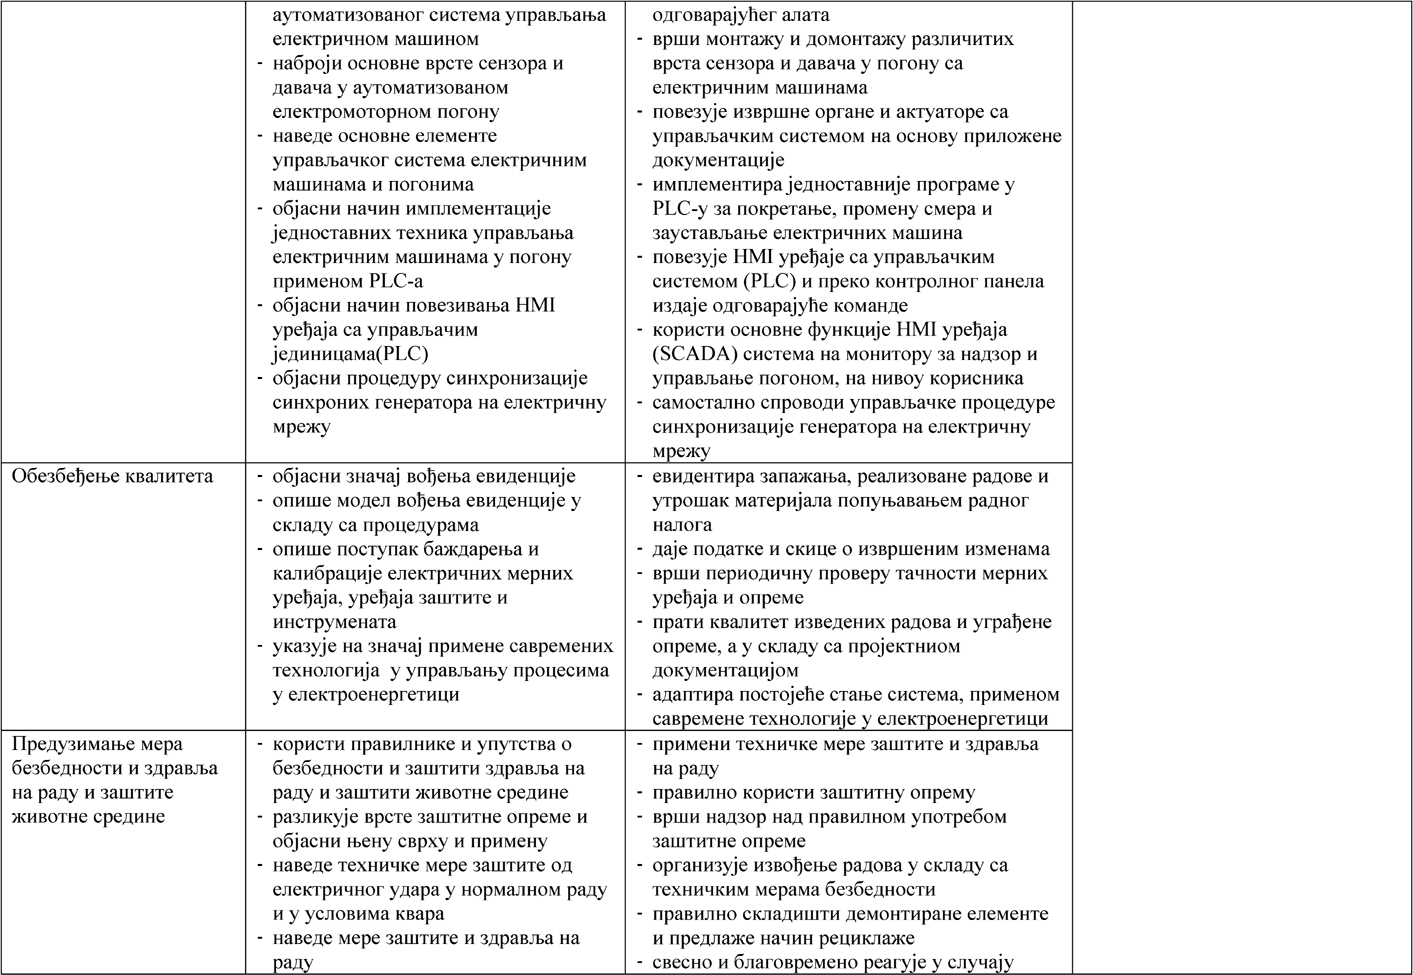 аутоматизованог система управљања
електричном машином
- наброји основне врсте сензора и
давача у аутоматизованом
електромоторном погону
- наведе основне елементе
управљачког система електричним
машинама и погонима
- објасни начин имплементације
једноставних техника управљања
електричним машинама у погону
применом PLC-а
- објасни начин повезивања HMI
уређаја са управљачим
јединицама(PLC)
- објасни процедуру синхронизације
синхроних генератора на електричну
мрежу
одговарајућег алата
- врши монтажу и домонтажу различитих
врста сензора и давача у погону са
електричним машинама
- повезује извршне органе и актуаторе са
управљачким системом на основу приложене
документације
- имплементира једноставније програме у
PLC-у за покретање, промену смера и
заустављање електричних машина
- повезује HMI уређаје са управљачким
системом (PLC) и преко контролног панела
издаје одговарајуће команде
- користи основне функције HMI уређаја
(SCADA) система на монитору за надзор и
управљање погоном, на нивоу корисника
- самостално спроводи управљачке процедуре
синхронизације генератора на електричну
мрежу
Обезбеђење квалитета
- објасни значај вођења евиденције
- опише модел вођења евиденције у
складу са процедурама
- опише поступак баждарења и
калибрације електричних мерних
уређаја, уређаја заштите и
инструмената
- указује на значај примене савремених
технологија  у управљању процесима
у електроенергетици
- евидентира запажања, реализоване радове и
утрошак материјала попуњавањем радног
налога
- даје податке и скице о извршеним изменама
- врши периодичну проверу тачности мерних
уређаја и опреме
- прати квалитет изведених радова и уграђене
опреме, а у складу са пројектниом
документацијом
- адаптира постојеће стање система, применом
савремене технологије у електроенергетици
Предузимање мера
безбедности и здравља
на раду и заштите
животне средине
- користи правилнике и упутства о
безбедности и заштити здравља на
раду и заштити животне средине
- разликује врсте заштитне опреме и
објасни њену сврху и примену
- наведе техничке мере заштите од
електричног удара у нормалном раду
и у условима квара
- наведе мере заштите и здравља на
раду
- примени техничке мере заштите и здравља
на раду
- правилно користи заштитну опрему
- врши надзор над правилном употребом
заштитне опреме
- организује извођење радова у складу са
техничким мерама безбедности
- правилно складишти демонтиране елементе
и предлаже начин рециклаже
- свесно и благовремено реагује у случају